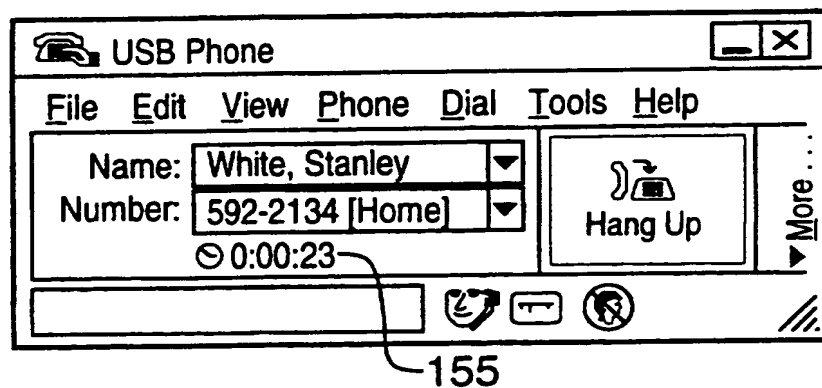 USB Phone
File Edit View Phone Dial Tools Help
Name: White, Stanley
Number: 592-2134 [Home]
0:00:23
Hang Up
More...
155